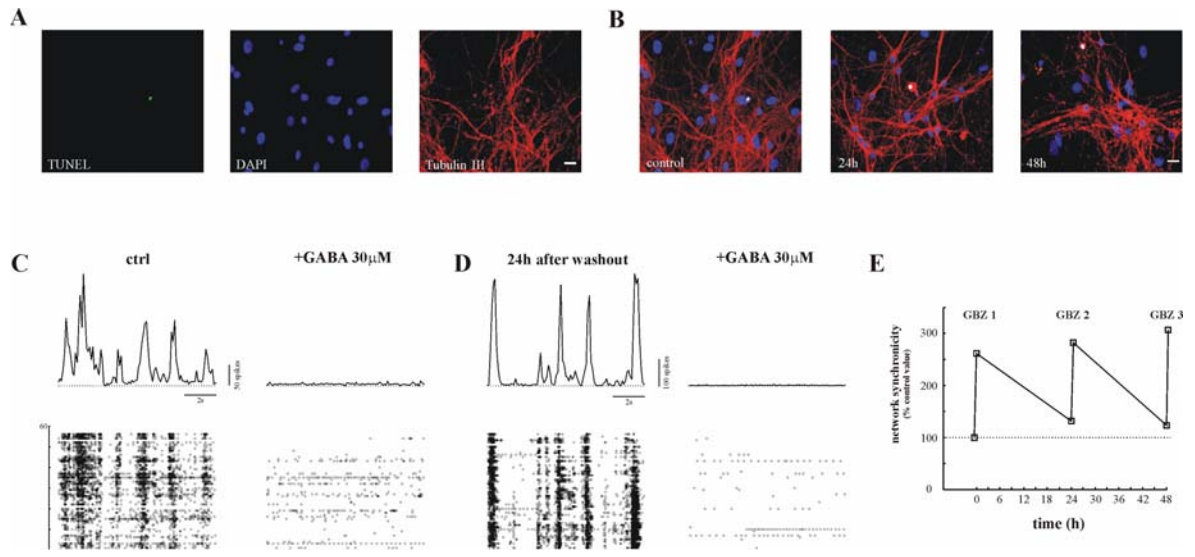 A
B
TUNEL
DAPI
Tubulin III
control
24h
48h
C
ctrl
+GABA 30μM
D
24h after washout
+GABA 30μM
E
50 spikes
2s
100 spikes
2s
60
GBZ 1
GBZ 2
GBZ 3
network synchronicity
(% control value)
300
200
100
0
0 6 12 18 24 30 36 42 48
time (h)